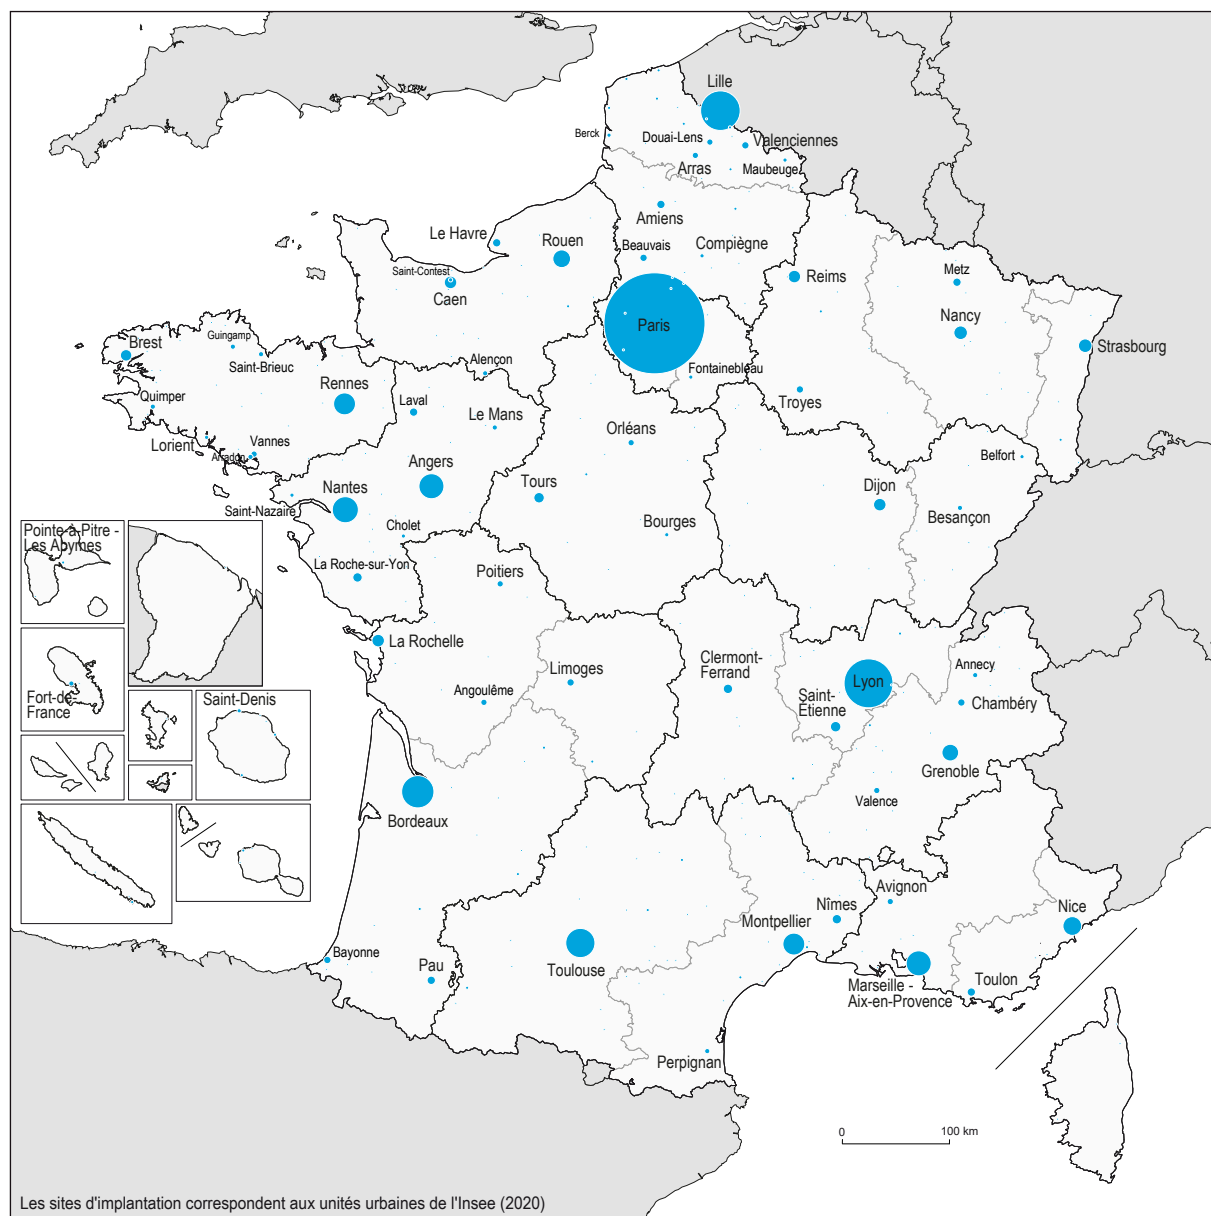 Lille
Berck
Douai-Lens
Valenciennes
Arras
Maubeuge
Amiens
Le Havre
Rouen
Beauvais
Compiègne
Saint-Contest
Caen
Reims
Metz
Paris
Nancy
Strasbourg
Guingamp
Brest
Saint-Brieuc
Alençon
Fontainebleau
Rennes
Quimper
Laval
Le Mans
Troyes
Orléans
Lorient
Vannes
Arradon
Belfort
Angers
Nantes
Tours
Dijon
Saint-Nazaire
Cholet
Bourges
Besançon
Pointe-à-Pitre -
Les Abymes
La Roche-sur-Yon
Poitiers
La Rochelle
Clermont-
Ferrand
Limoges
Lyon
Annecy
Angoulême
Saint-
Étienne
Chambéry
Fort-de-
France
Saint-Denis
Grenoble
Valence
Bordeaux
Avignon
Nîmes
Nice
Montpellier
Bayonne
Pau
Toulouse
Marseille -
Aix-en-Provence
Toulon
Perpignan
0
100 km
Les sites d'implantation correspondent aux unités urbaines de l'Insee (2020)